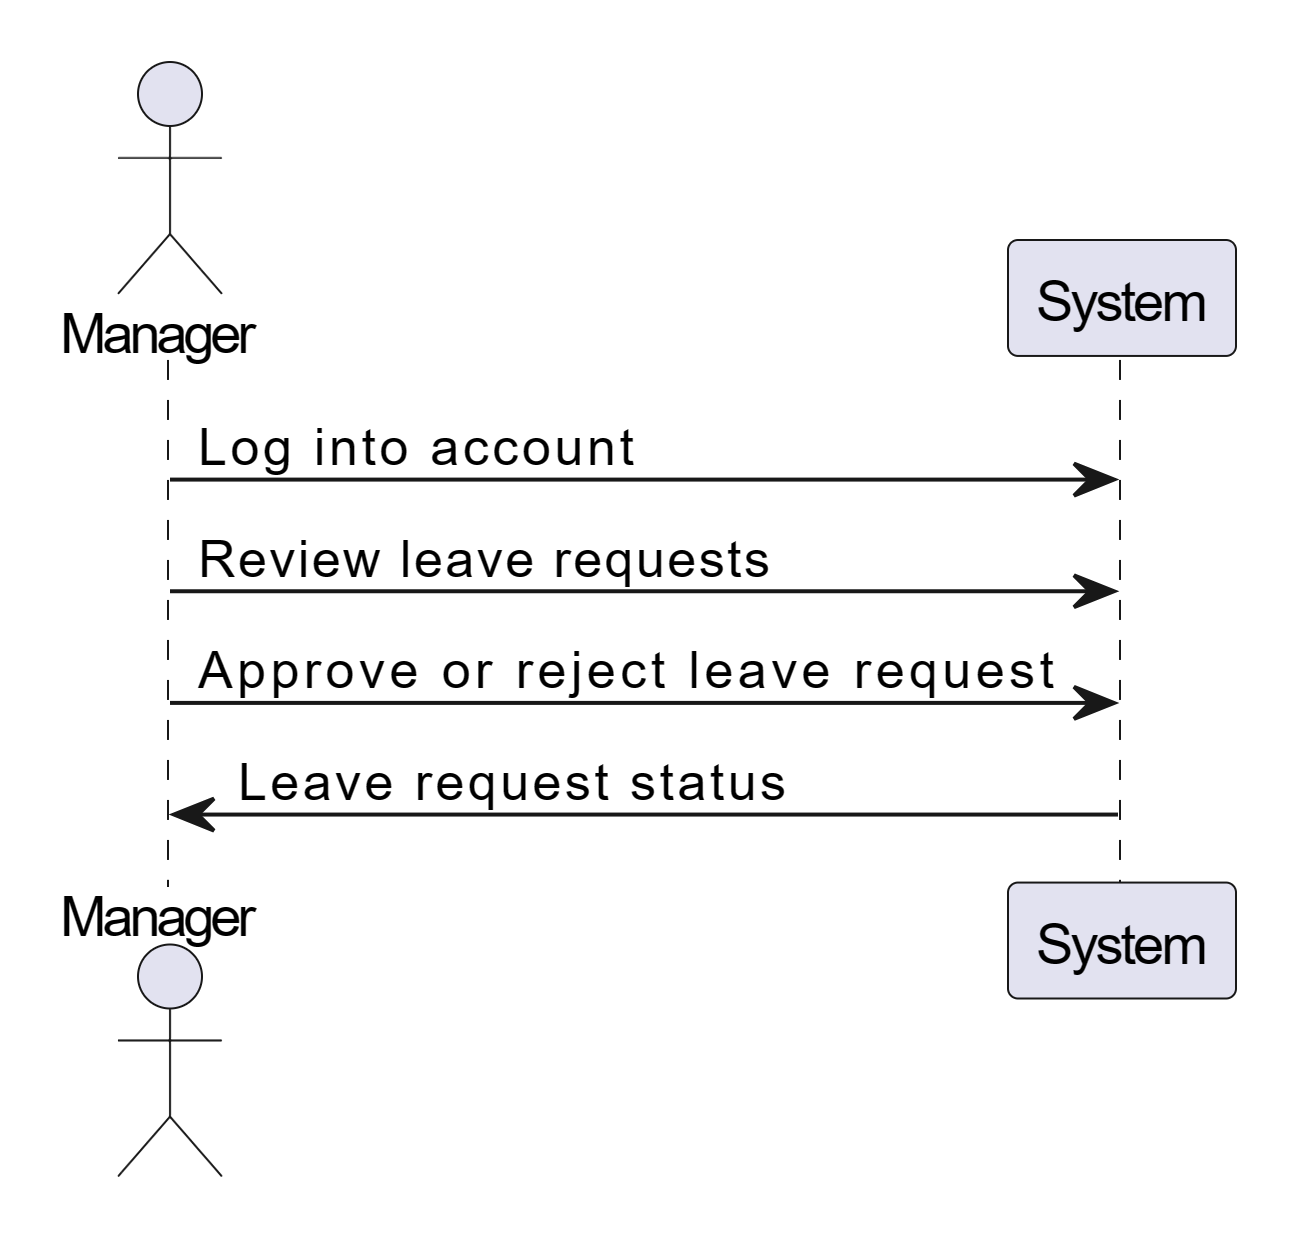 Manager
System
Log into account
Review leave requests
Approve or reject leave request
Leave request status
Manager
System